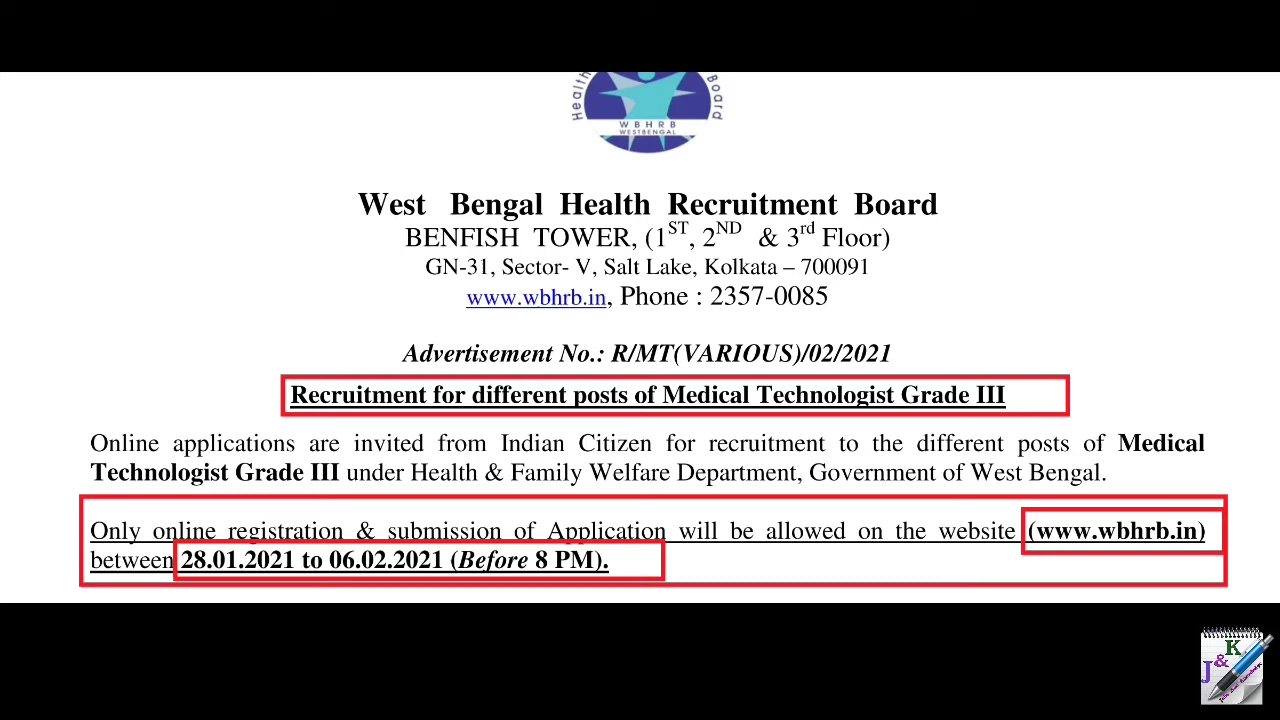 Health
Board
WBHRB
WESTBENGAL
West Bengal Health Recruitment Board
BENFISH TOWER, (1ST, 2ND & 3rd Floor)
GN-31, Sector- V, Salt Lake, Kolkata – 700091
www.wbhrb.in, Phone : 2357-0085
Advertisement No.: R/MT(VARIOUS)/02/2021
Recruitment for different posts of Medical Technologist Grade III
Online applications are invited from Indian Citizen for recruitment to the different posts of Medical
Technologist Grade III under Health & Family Welfare Department, Government of West Bengal.
Only online registration & submission of Application will be allowed on the website (www.wbhrb.in)
between 28.01.2021 to 06.02.2021 (Before 8 PM).
J&K